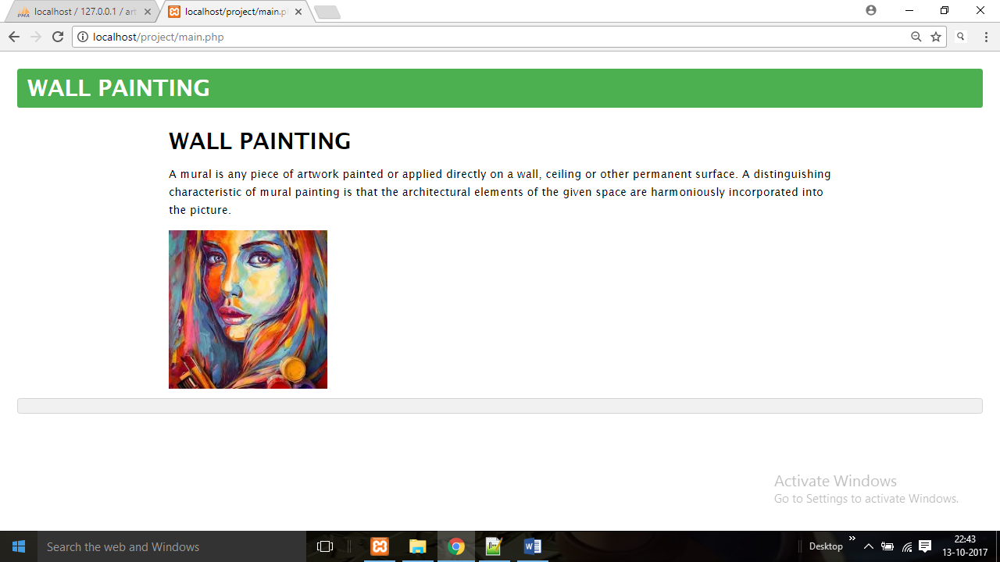 PMA localhost / 127.0.0.1 / art
localhost/project/main.p
localhost/project/main.php
WALL PAINTING
WALL PAINTING
A mural is any piece of artwork painted or applied directly on a wall, ceiling or other permanent surface. A distinguishing
characteristic of mural painting is that the architectural elements of the given space are harmoniously incorporated into
the picture.
Activate Windows
Go to Settings to activate Windows.
Search the web and Windows
Desktop
22:43
13-10-2017